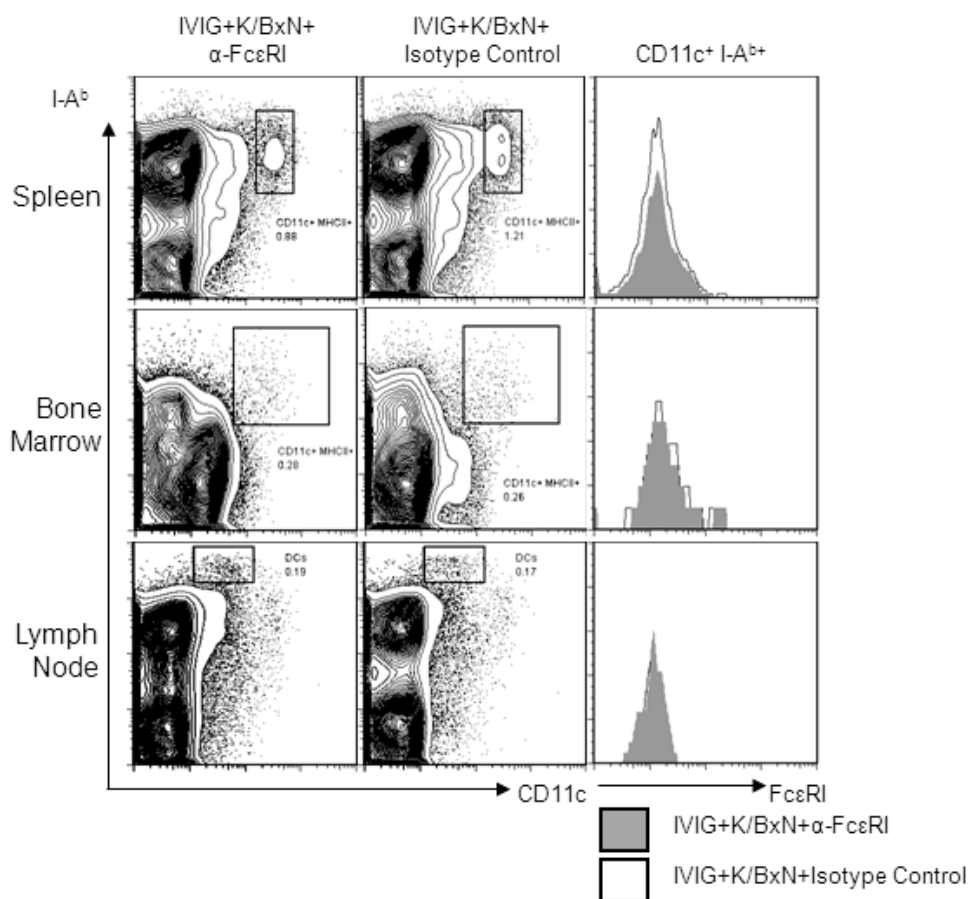 IVIG+K/BxN+
α-FcεRI
IVIG+K/BxN+
Isotype Control
CD11c⁺ I-Aᵇ⁺
I-Aᵇ
Spleen
CD11c+ MHCII+
0.88
CD11c+ MHCII+
1.21
Bone
Marrow
CD11c+ MHCII+
0.28
CD11c+ MHCII+
0.26
Lymph
Node
DCs
0.19
DCs
0.17
CD11c
FcεRI
IVIG+K/BxN+α-FcεRI
IVIG+K/BxN+Isotype Control